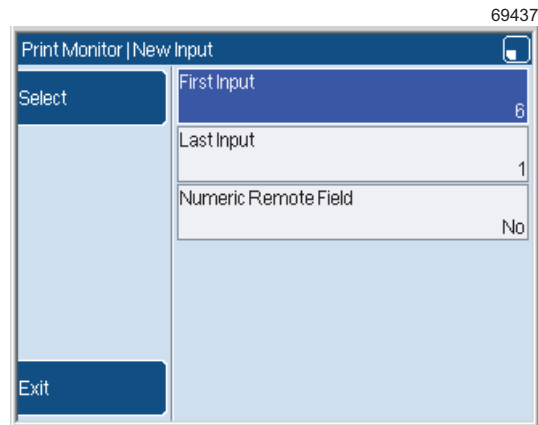 69437
Print Monitor | New Input
Select
First Input
6
Last Input
1
Numeric Remote Field
No
Exit